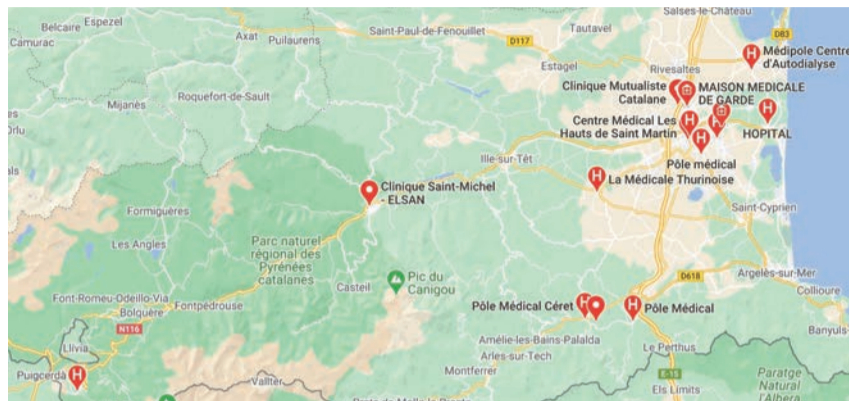 Belcaire
Espezel
Camurac
Axat
Puilaurens
Saint-Paul-de-Fenouillet
D117
Tautavel
Salses-le-Château
D83
Estagel
Rivesaltes
Médipole Centre
d'Autodialyse
Mijanès
Roquefort-de-Sault
Orlu
Clinique Mutualiste
Catalane
MAISON MEDICALE
DE GARDE
Centre Médical Les
Hauts de Saint Martin
HOPITAL
Ille-sur-Têt
Pôle médical
La Médicale Thurinoise
Clinique Saint-Michel
- ELSAN
Formiguères
Saint-Cyprien
Les Angles
Parc naturel
régional des
Pyrénées
catalanes
Pic du
Canigou
Casteil
D618
Argelès-sur-Mer
Collioure
Font-Romeu-Odeillo-Via
Fontpédrouse
Bolquère
N116
Pôle Médical Céret
Pôle Médical
Banyuls
Llívia
Amélie-les-Bains-Palalda
Arles-sur-Tech
Le Perthus
Puigcerdà
Vallter
Montferrer
E-15
Els Límits
Paratge
Natural
l'Albera